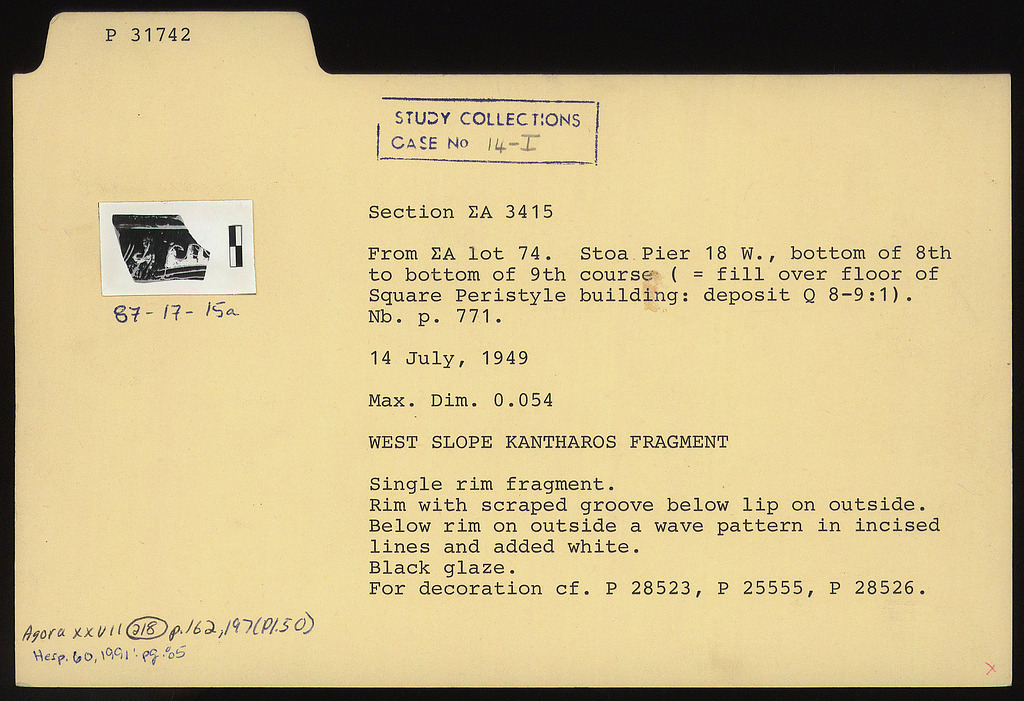 P 31742
STUDY COLLECTIONS
CASE No 14-I
Section ΣA 3415
From ΣA lot 74. Stoa Pier 18 W., bottom of 8th
to bottom of 9th course ( = fill over floor of
Square Peristyle building: deposit Q 8-9:1).
Nb. p. 771.
87-17-15a
14 July, 1949
Max. Dim. 0.054
WEST SLOPE KANTHAROS FRAGMENT
Single rim fragment.
Rim with scraped groove below lip on outside.
Below rim on outside a wave pattern in incised
lines and added white.
Black glaze.
For decoration cf. P 28523, P 25555, P 28526.
Agora XXVII 218 p.162,197(Pl.50)
Hesp. 60, 1991: pg.
X